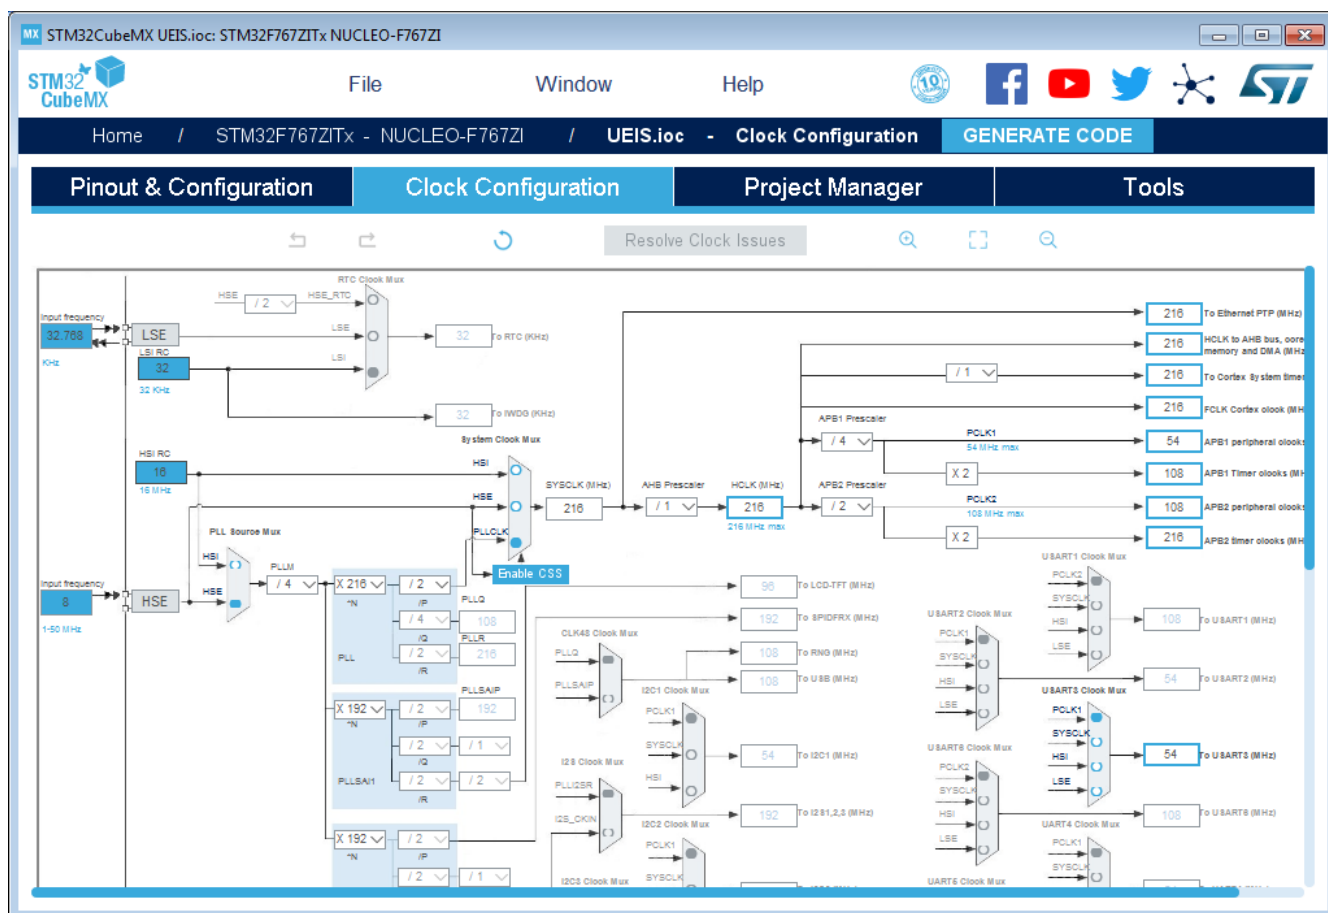 MX STM32CubeMX UEIS.ioc: STM32F767ZITx NUCLEO-F767ZI
STM32
CubeMX
File Window Help
10
Home / STM32F767ZITx - NUCLEO-F767ZI / UEIS.ioc - Clock Configuration GENERATE CODE
Pinout & Configuration Clock Configuration Project Manager Tools
Resolve Clock Issues
RTC Clock Mux
HSE / 2 HSE_RTC
Input frequency
32.768
KHz
LSE LSE
32 To RTC (KHz)
LSI RC
32
32 KHz
LSI
32 To IWDG (KHz)
216 To Ethernet PTP (MHz)
216 HCLK to AHB bus, core
memory and DMA (MHz
/ 1 216 To Cortex System timer
216 FCLK Cortex clock (MH
APB1 Prescaler
/ 4 PCLK1 54 APB1 peripheral clocks
54 MHz max
X 2 108 APB1 Timer clocks (MH
System Clock Mux
HSI RC
16
16 MHz
HSI
HSE
PLLCLK
SYSCLK (MHz)
216
AHB Prescaler
/ 1
HCLK (MHz)
216
216 MHz max
APB2 Prescaler
/ 2 PCLK2 108 APB2 peripheral clocks
108 MHz max
X 2 216 APB2 timer clocks (MH
Enable CSS
PLL Source Mux
HSI
HSE
PLLM
/ 4
Input frequency
8
1-50 MHz
HSE
X 216
*N
/ 2
/P
PLLQ
/ 4 108
/Q
PLLR
/ 2 216
/R
PLL
PLLSAIP
X 192 / 2 192
*N /P
/ 2 / 1
/Q
PLLSAI1 / 2 / 2
/R
X 192 / 2
*N /P
/ 2 / 1
96 To LCD-TFT (MHz)
192 To SPIDFRX (MHz)
CLK48 Clock Mux
PLLQ
PLLSAIP
108 To RNG (MHz)
108 To USB (MHz)
I2C1 Clock Mux
PCLK1
SYSCLK
HSI
54 To I2C1 (MHz)
I2S Clock Mux
PLLI2SR
I2S_CKIN
192 To I2S1,2,3 (MHz)
I2C2 Clock Mux
PCLK1
SYSCLK
I2C3 Clock Mux
USART1 Clock Mux
PCLK2
SYSCLK
HSI
LSE
108 To USART1 (MHz)
USART2 Clock Mux
PCLK1
SYSCLK
HSI
LSE
54 To USART2 (MHz)
USART3 Clock Mux
PCLK1
SYSCLK
HSI
LSE
54 To USART3 (MHz)
USART6 Clock Mux
PCLK2
SYSCLK
HSI
LSE
108 To USART6 (MHz)
UART4 Clock Mux
PCLK1
SYSCLK
UART5 Clock Mux